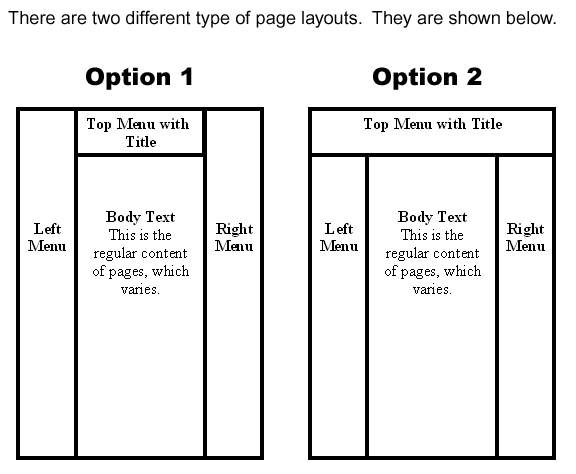 There are two different type of page layouts.  They are shown below.
Option 1
Top Menu with
Title
Left
Menu
Body Text
This is the
regular content
of pages, which
varies.
Right
Menu
Option 2
Top Menu with Title
Left
Menu
Body Text
This is the
regular content
of pages, which
varies.
Right
Menu